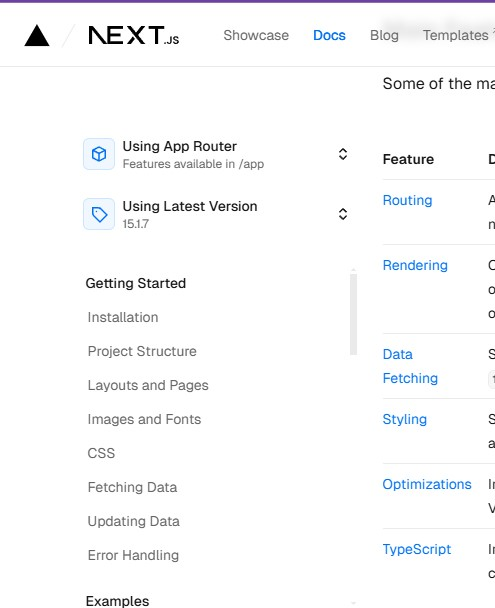 NEXT.JS
Showcase Docs Blog Templates
Using App Router
Features available in /app
Using Latest Version
15.1.7
Getting Started
Installation
Project Structure
Layouts and Pages
Images and Fonts
CSS
Fetching Data
Updating Data
Error Handling
Examples
Some of the ma
Feature D
Routing A
n
Rendering C
o
o
Data S
Fetching
Styling S
a
Optimizations In
V
TypeScript In
c